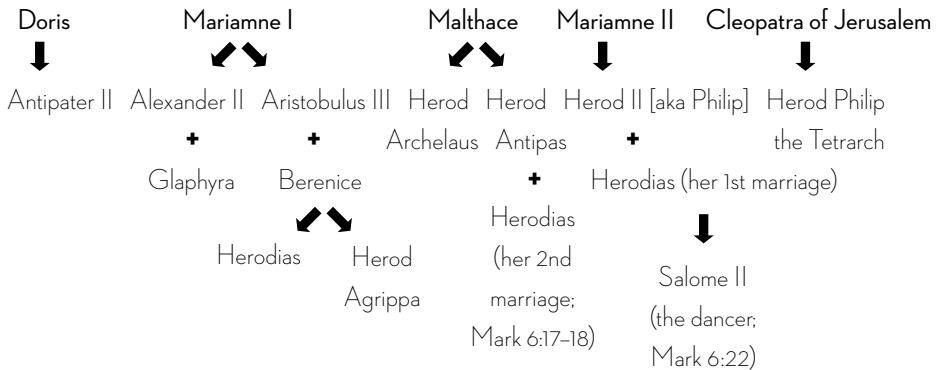 Doris Mariamne I Malthace Mariamne II Cleopatra of Jerusalem
Antipater II Alexander II Aristobulus III Herod Herod Herod II [aka Philip] Herod Philip
+ + Archelaus Antipas + the Tetrarch
Glaphyra Berenice + Herodias (her 1st marriage)
Herodias
Herodias Herod (her 2nd
Agrippa marriage; Salome II
Mark 6:17–18) (the dancer;
Mark 6:22)